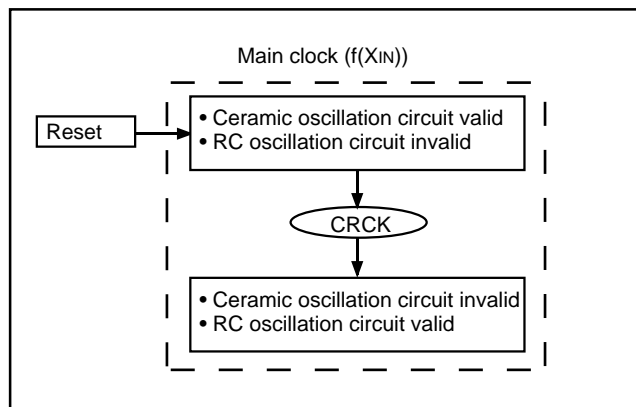 Main clock (f(XIN))
Reset
• Ceramic oscillation circuit valid
• RC oscillation circuit invalid
CRCK
• Ceramic oscillation circuit invalid
• RC oscillation circuit valid